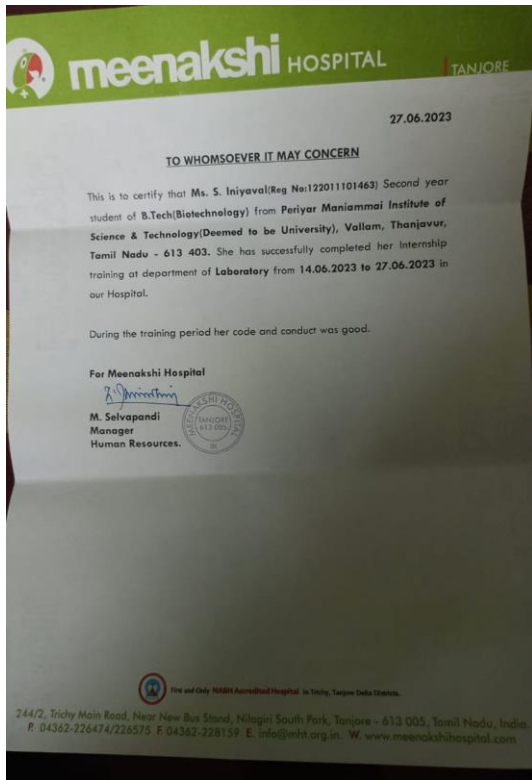 meenakshi HOSPITAL
TANJORE
27.06.2023
TO WHOMSOEVER IT MAY CONCERN
This is to certify that Ms. S. Iniyaval(Reg No:122011101463) Second year
student of B.Tech(Biotechnology) from Periyar Maniammai Institute of
Science & Technology(Deemed to be University), Vallam, Thanjavur,
Tamil Nadu - 613 403. She has successfully completed her Internship
training at department of Laboratory from 14.06.2023 to 27.06.2023 in
our Hospital.
During the training period her code and conduct was good.
For Meenakshi Hospital
M. Selvapandi
Manager
Human Resources.
MEENAKSHI HOSPITAL
TANJORE
613 005
First and Only NABH Accredited Hospital in Trichy, Tanjore Delta Districts.
244/2, Trichy Main Road, Near New Bus Stand, Nilagiri South Park, Tanjore - 613 005, Tamil Nadu, India.
P. 04362-226474/226575 F. 04362-228159 E. info@mht.org.in. W. www.meenakshihospital.com